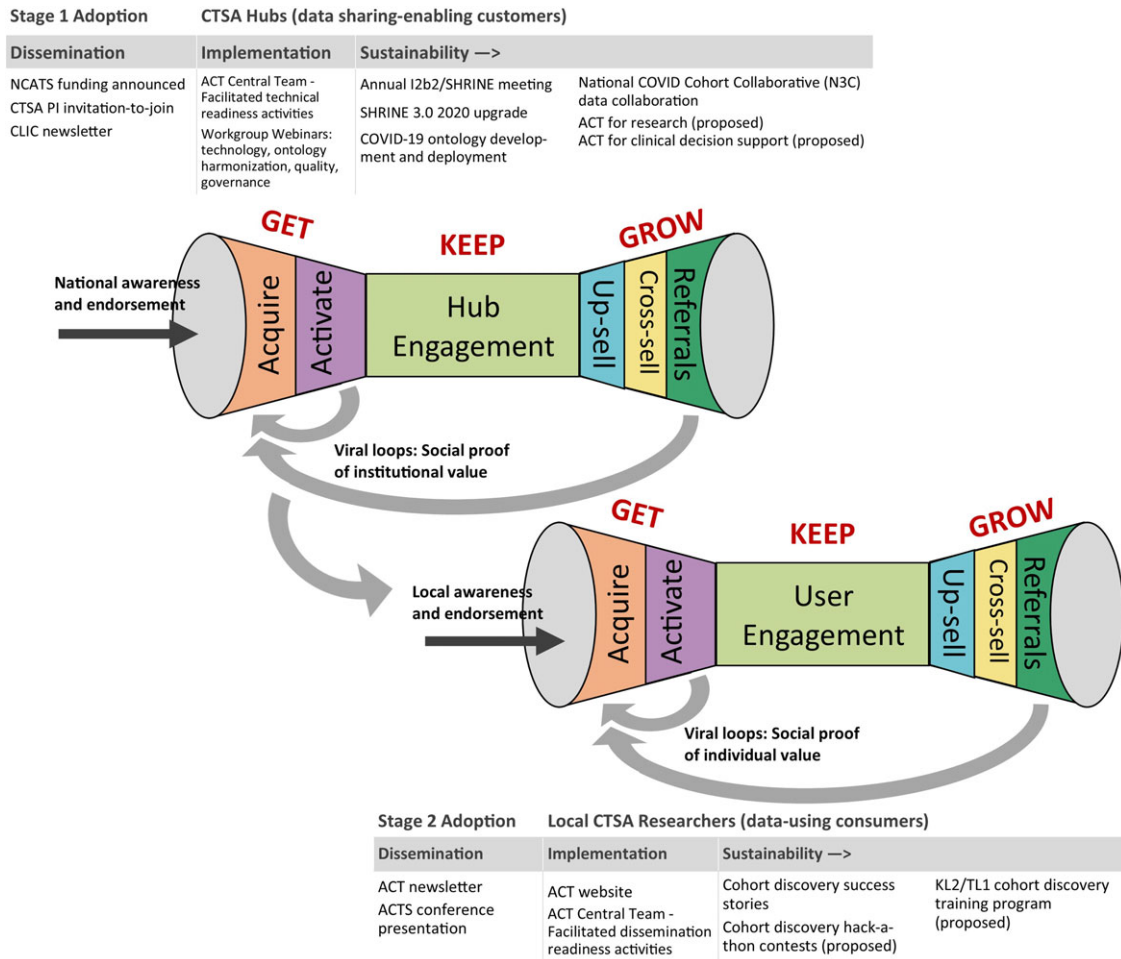 Stage 1 Adoption CTSA Hubs (data sharing-enabling customers)
Dissemination Implementation Sustainability —>
NCATS funding announced
CTSA PI invitation-to-join
CLIC newsletter
ACT Central Team -
Facilitated technical
readiness activities
Workgroup Webinars:
technology, ontology
harmonization, quality,
governance
Annual I2b2/SHRINE meeting
SHRINE 3.0 2020 upgrade
COVID-19 ontology develop-
ment and deployment
National COVID Cohort Collaborative (N3C)
data collaboration
ACT for research (proposed)
ACT for clinical decision support (proposed)
GET
KEEP
GROW
National awareness
and endorsement
Acquire
Activate
Hub
Engagement
Up-sell
Cross-sell
Referrals
Viral loops: Social proof
of institutional value
GET
KEEP
GROW
Local awareness
and endorsement
Acquire
Activate
User
Engagement
Up-sell
Cross-sell
Referrals
Viral loops: Social proof
of individual value
Stage 2 Adoption Local CTSA Researchers (data-using consumers)
Dissemination Implementation Sustainability —>
ACT newsletter
ACTS conference
presentation
ACT website
ACT Central Team -
Facilitated dissemination
readiness activities
Cohort discovery success
stories
Cohort discovery hack-a-
thon contests (proposed)
KL2/TL1 cohort discovery
training program
(proposed)